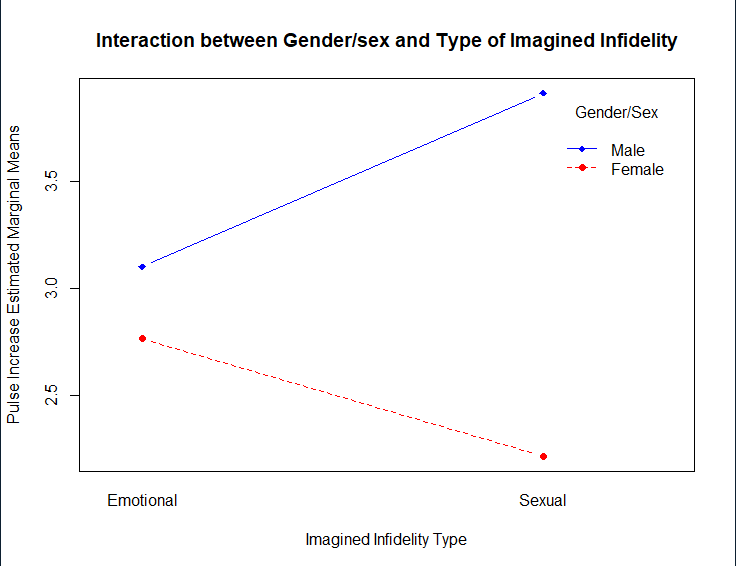 Interaction between Gender/sex and Type of Imagined Infidelity
Gender/Sex
Male
Female
Pulse Increase Estimated Marginal Means
3.5
3.0
2.5
Emotional
Sexual
Imagined Infidelity Type